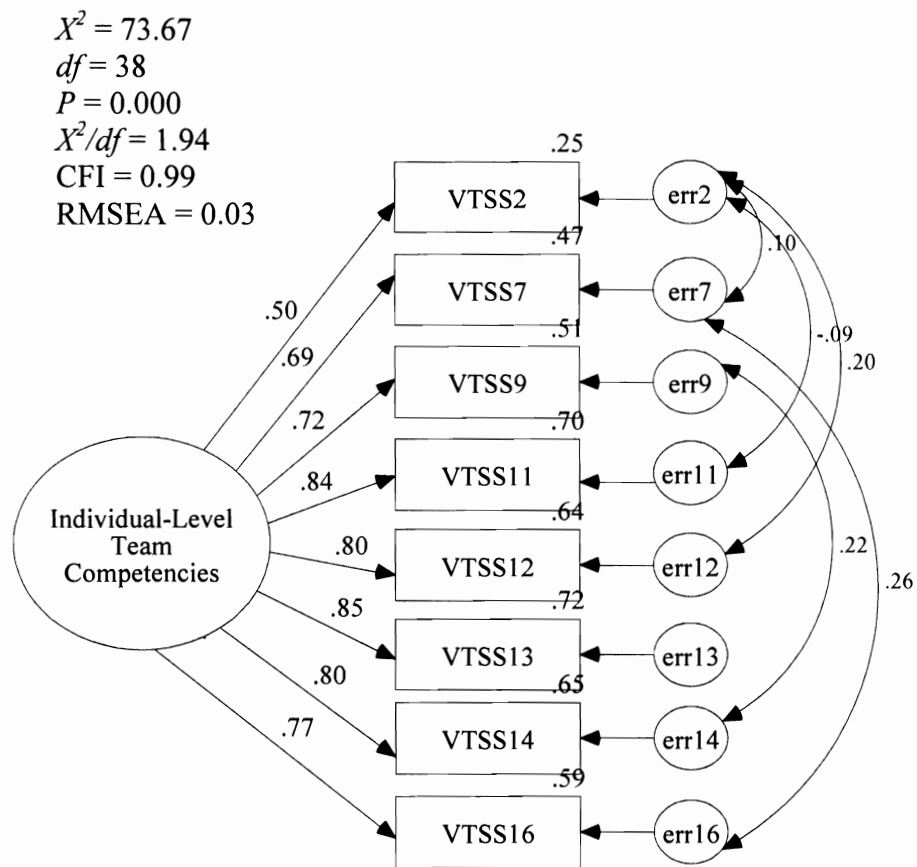 X² = 73.67
df = 38
P = 0.000
X²/df = 1.94
CFI = 0.99
RMSEA = 0.03
.25
VTSS2
err2
.47
.10
VTSS7
err7
.50
.51
-.09
.69
.20
VTSS9
err9
.72
.70
.84
VTSS11
err11
.64
Individual-Level
Team
Competencies
.80
VTSS12
err12
.22
.26
.72
.85
VTSS13
err13
.65
.80
.77
VTSS14
err14
.59
VTSS16
err16